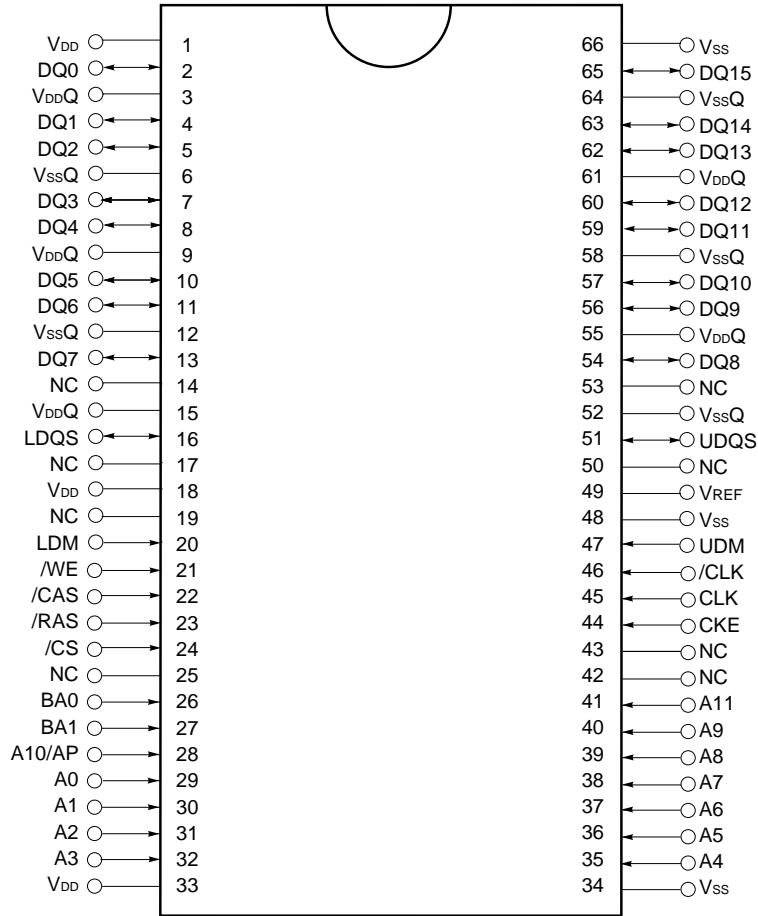 VDD 1 66 VSS
DQ0 2 65 DQ15
VDDQ 3 64 VSSQ
DQ1 4 63 DQ14
DQ2 5 62 DQ13
VSSQ 6 61 VDDQ
DQ3 7 60 DQ12
DQ4 8 59 DQ11
VDDQ 9 58 VSSQ
DQ5 10 57 DQ10
DQ6 11 56 DQ9
VSSQ 12 55 VDDQ
DQ7 13 54 DQ8
NC 14 53 NC
VDDQ 15 52 VSSQ
LDQS 16 51 UDQS
NC 17 50 NC
VDD 18 49 VREF
NC 19 48 VSS
LDM 20 47 UDM
/WE 21 46 /CLK
/CAS 22 45 CLK
/RAS 23 44 CKE
/CS 24 43 NC
NC 25 42 NC
BA0 26 41 A11
BA1 27 40 A9
A10/AP 28 39 A8
A0 29 38 A7
A1 30 37 A6
A2 31 36 A5
A3 32 35 A4
VDD 33 34 VSS